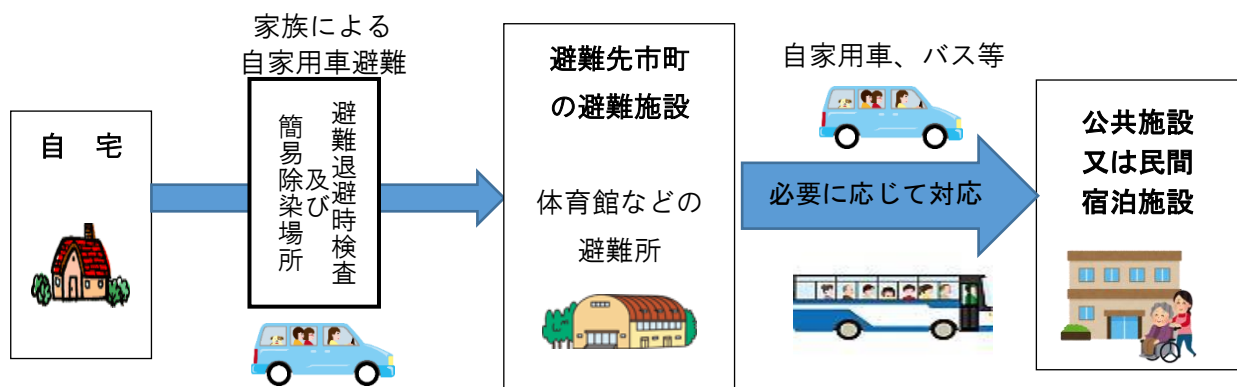 自　宅
家族による
自家用車避難
避難退避時検査
及び
簡易除染場所
避難先市町
の避難施設
体育館などの
避難所
自家用車、バス等
必要に応じて対応
公共施設
又は民間
宿泊施設